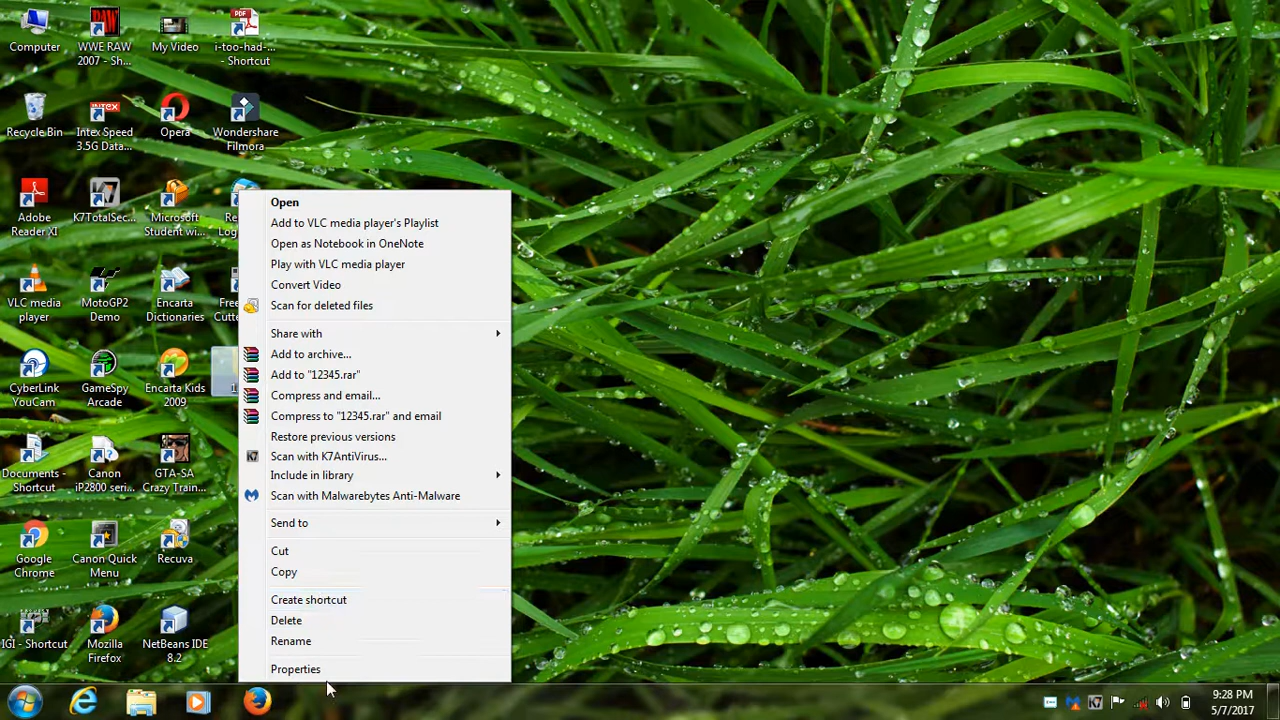 Computer
WWE RAW
2007 - Sh...
My Video
PDF
i-too-had-...
- Shortcut
Recycle Bin
INTEX
Intex Speed
3.5G Data...
Opera
Wondershare
Filmora
Adobe
Reader XI
K7TotalSec...
Microsoft
Student wi...
VLC media
player
MotoGP2
Demo
Encarta
Dictionaries
CyberLink
YouCam
GameSpy
Arcade
Encarta Kids
2009
Documents -
Shortcut
Canon
iP2800 seri...
GTA-SA
Crazy Train...
Google
Chrome
Canon Quick
Menu
Recuva
IGI - Shortcut
Mozilla
Firefox
NetBeans IDE
8.2
Open
Add to VLC media player's Playlist
Open as Notebook in OneNote
Play with VLC media player
Convert Video
Scan for deleted files
Share with
Add to archive...
Add to "12345.rar"
Compress and email...
Compress to "12345.rar" and email
Restore previous versions
Scan with K7AntiVirus...
Include in library
Scan with Malwarebytes Anti-Malware
Send to
Cut
Copy
Create shortcut
Delete
Rename
Properties
9:28 PM
5/7/2017